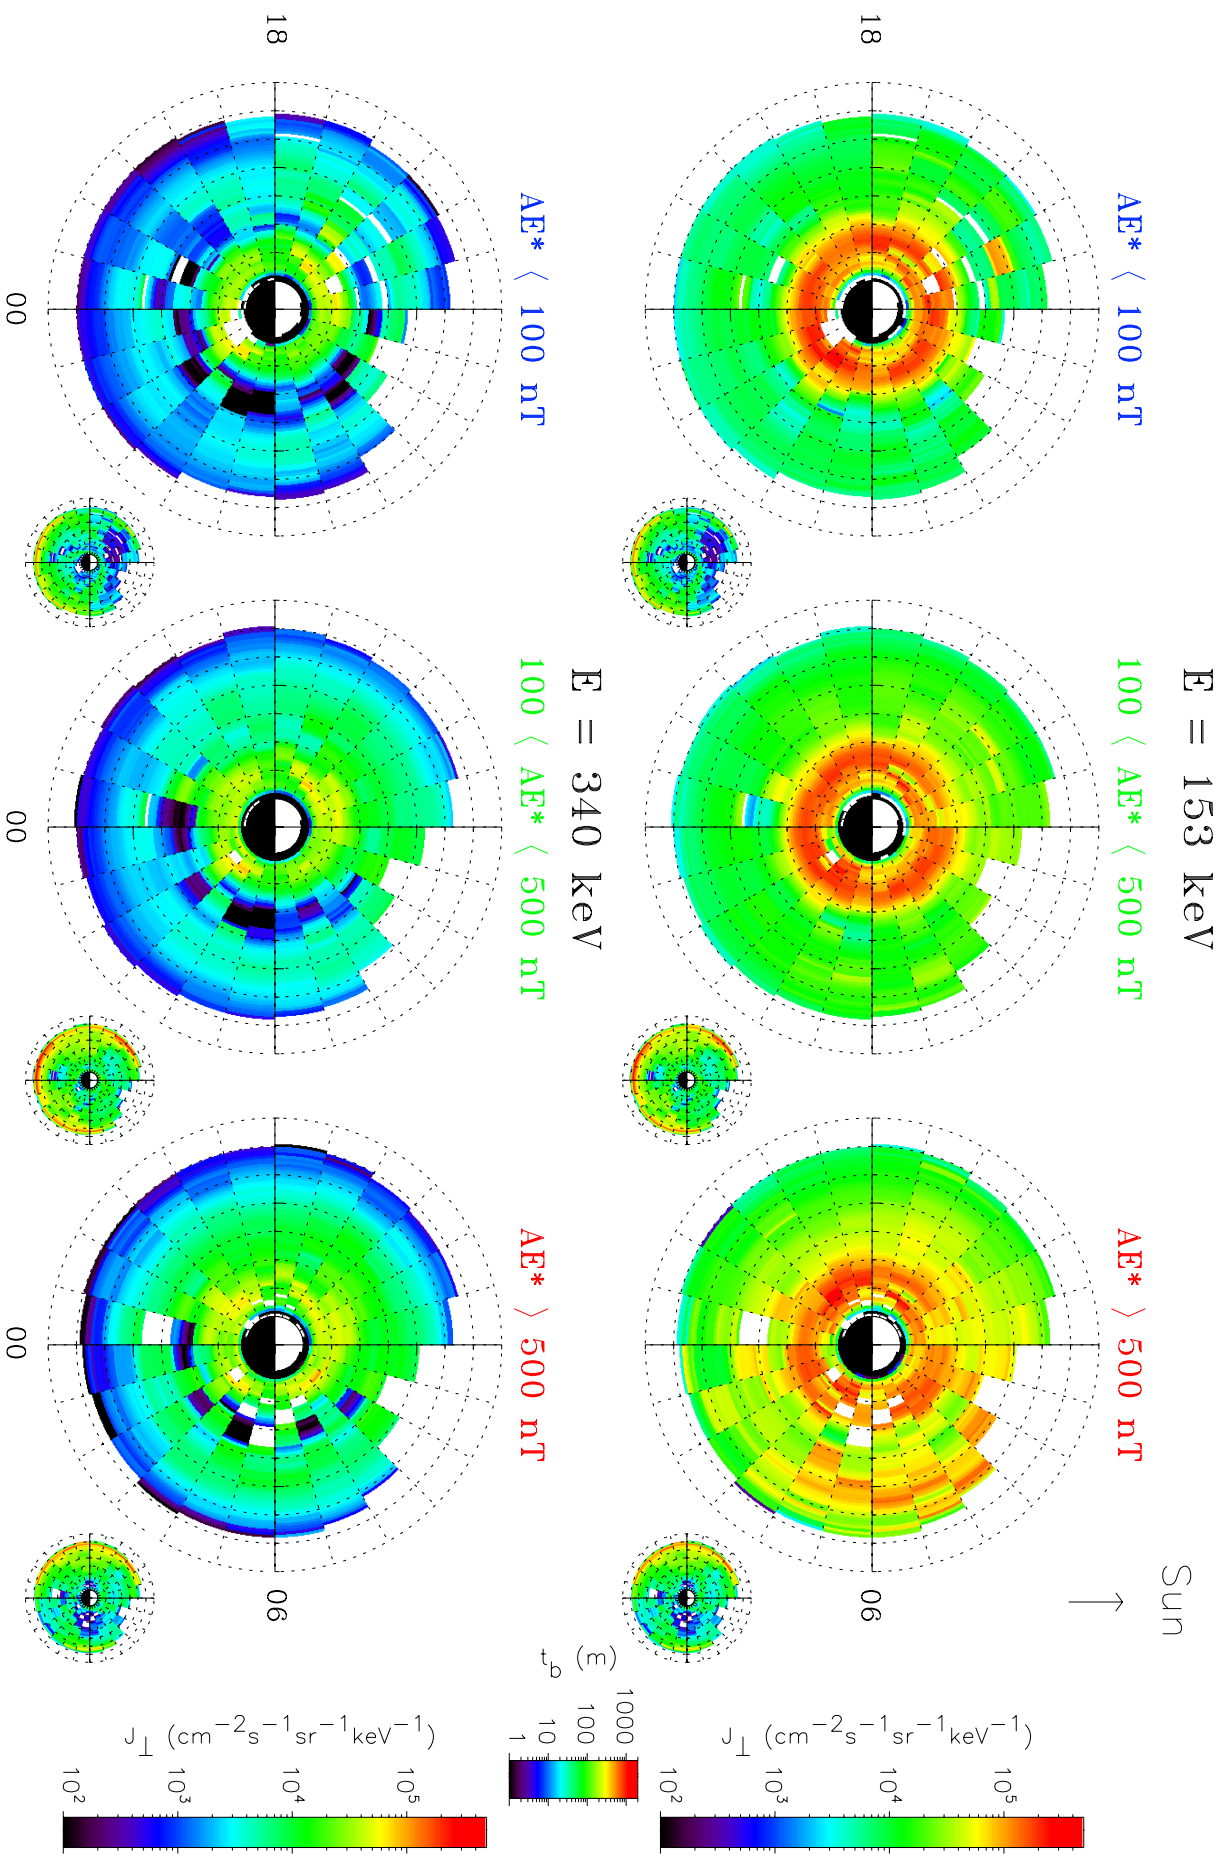 E = 153 keV
Sun
AE* < 100 nT
100 < AE* < 500 nT
AE* > 500 nT
18
06
J⊥ (cm⁻²s⁻¹sr⁻¹keV⁻¹)
10² 10³ 10⁴ 10⁵
t_b (m)
1 10 100 1000
E = 340 keV
AE* < 100 nT
100 < AE* < 500 nT
AE* > 500 nT
18
06
00
00
00
J⊥ (cm⁻²s⁻¹sr⁻¹keV⁻¹)
10² 10³ 10⁴ 10⁵